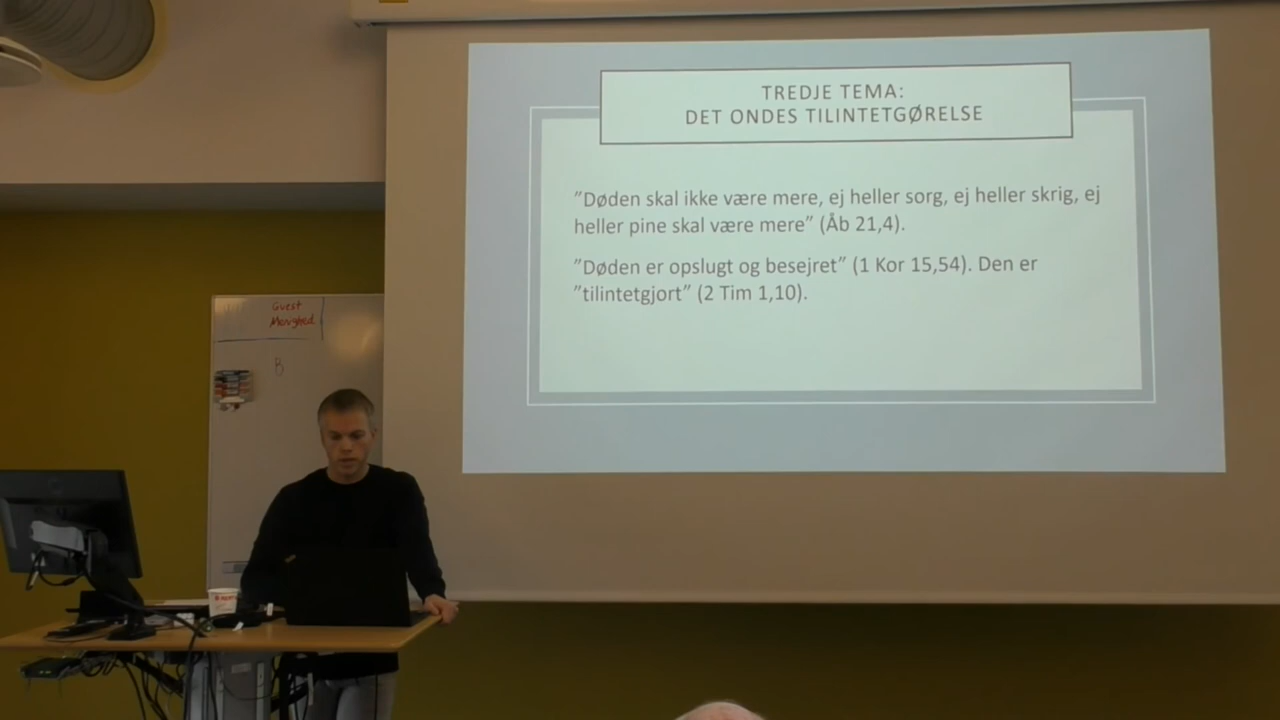 TREDJE TEMA:
DET ONDES TILINTETGØRELSE
”Døden skal ikke være mere, ej heller sorg, ej heller skrig, ej
heller pine skal være mere” (Åb 21,4).
”Døden er opslugt og besejret” (1 Kor 15,54). Den er
”tilintetgjort” (2 Tim 1,10).
Guest
Menighed
B